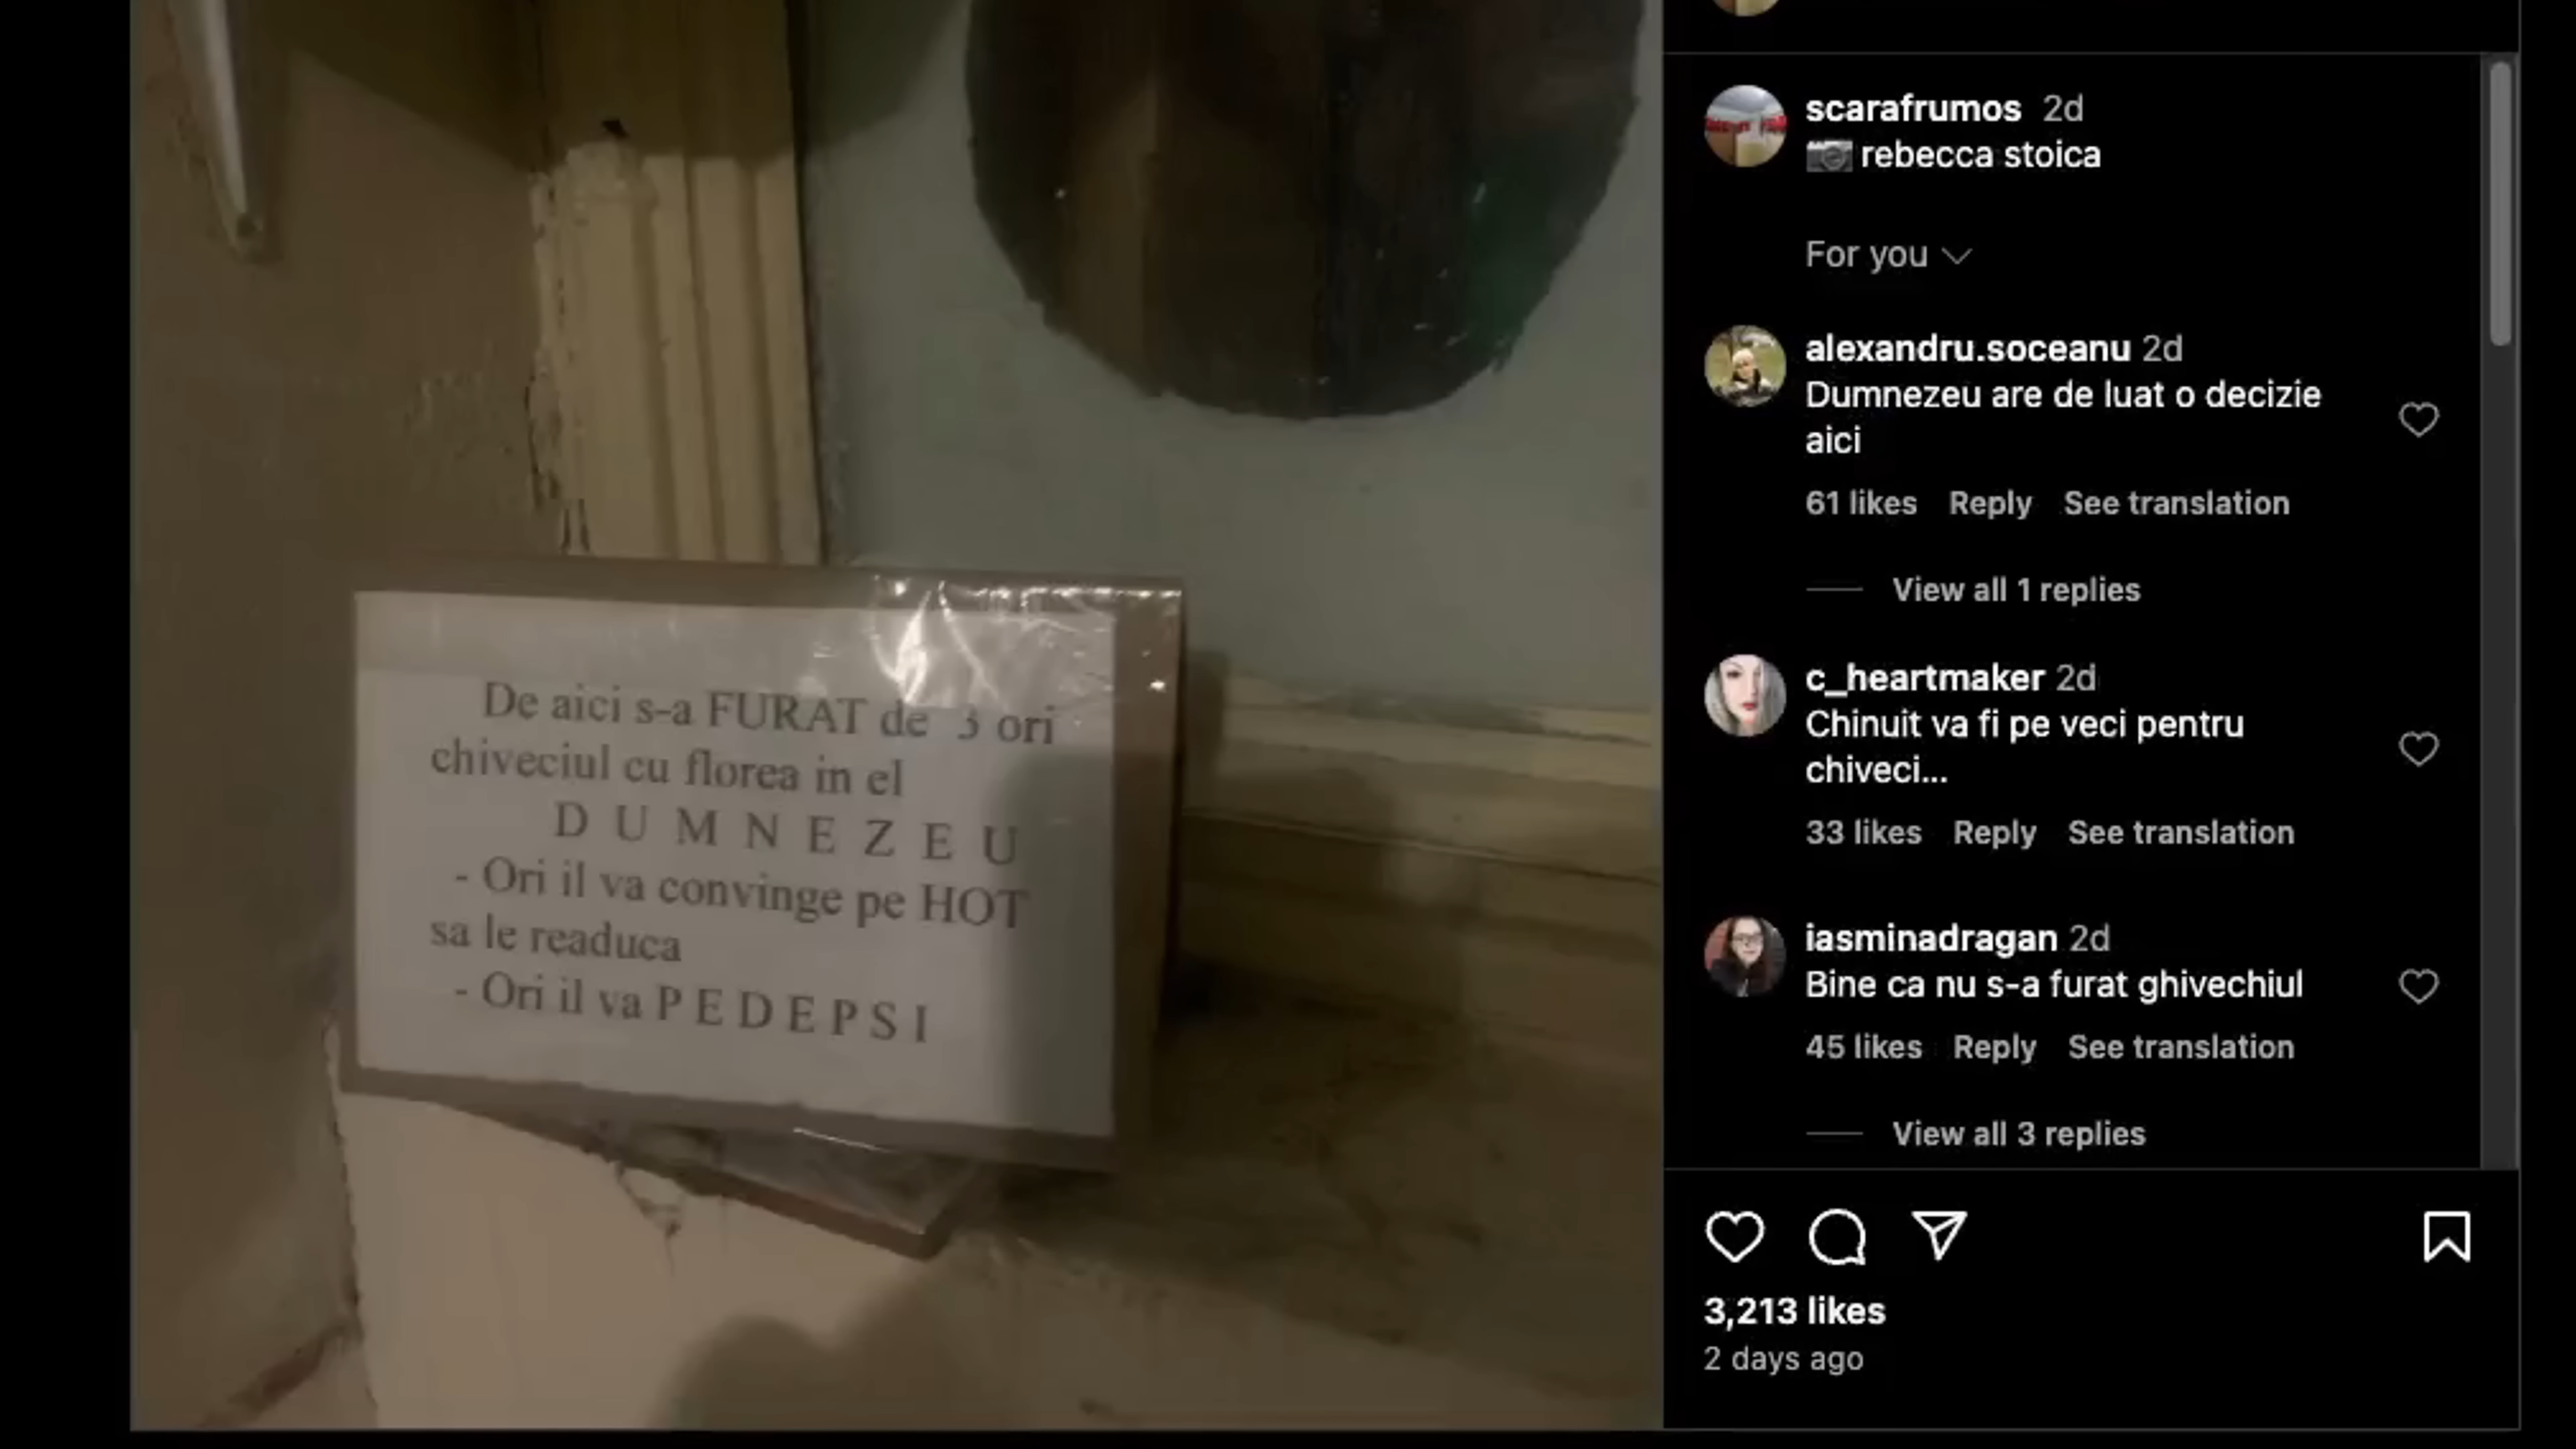 De aici s-a FURAT de 3 ori
chiveciul cu florea in el
D U M N E Z E U
- Ori il va convinge pe HOT
sa le readuca
- Ori il va P E D E P S I
scarafrumos 2d
rebecca stoica
For you
alexandru.soceanu 2d
Dumnezeu are de luat o decizie
aici
61 likes Reply See translation
View all 1 replies
c_heartmaker 2d
Chinuit va fi pe veci pentru
chiveci...
33 likes Reply See translation
iasminadragan 2d
Bine ca nu s-a furat ghivechiul
45 likes Reply See translation
View all 3 replies
3,213 likes
2 days ago